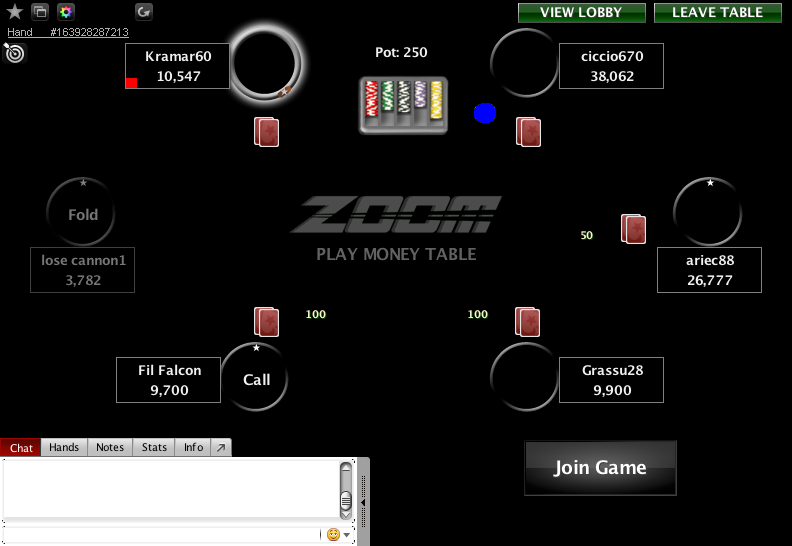 VIEW LOBBY
LEAVE TABLE
Hand #163928287213
Kramar60
10,547
Pot: 250
ciccio670
38,062
Fold
lose cannon1
3,782
ZOOM
PLAY MONEY TABLE
50
ariec88
26,777
100
100
Fil Falcon
9,700
Call
Grassu28
9,900
Chat
Hands
Notes
Stats
Info
Join Game